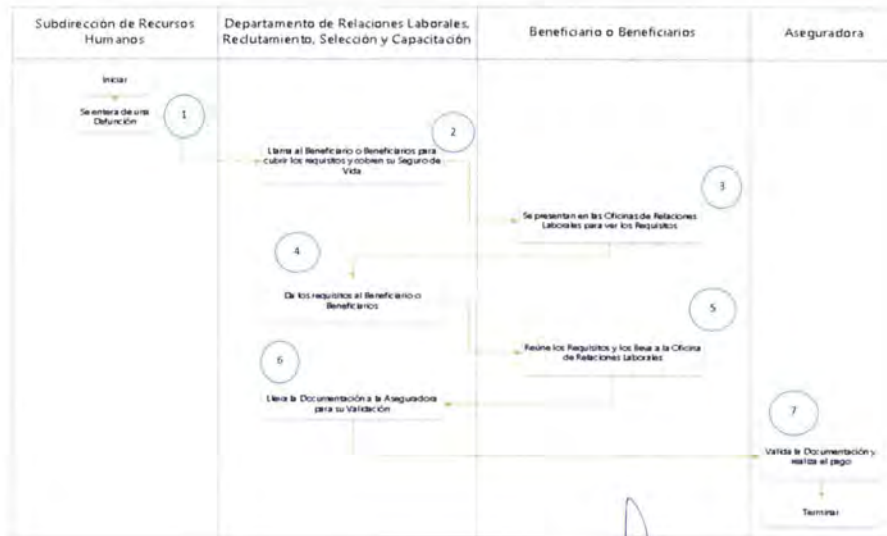 Subdirección de Recursos
Humanos
Departamento de Relaciones Laborales,
Reclutamiento, Selección y Capacitación
Beneficiario o Beneficiarios
Aseguradora
Iniciar
Se entera de una
Defunción
1
2
Llama al Beneficiario o Beneficiarios para
cubrir los requisitos y cobren su Seguro de
Vida
3
Se presentan en las Oficinas de Relaciones
Laborales para ver los Requisitos
4
Da los requisitos al Beneficiario o
Beneficiarios
5
Reúne los Requisitos y los lleva a la Oficina
de Relaciones Laborales
6
Lleva la Documentación a la Aseguradora
para su Validación
7
Valida la Documentación y
realiza el pago
Terminar